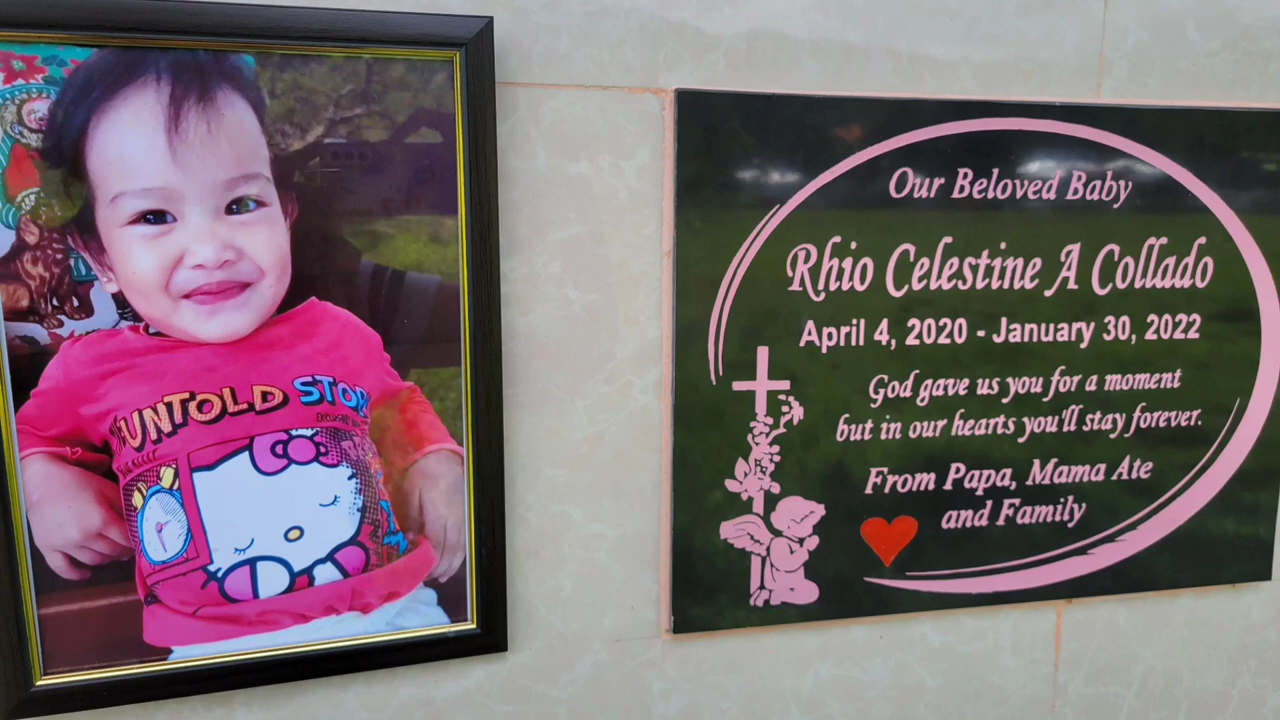 UNTOLD STOR
Our Beloved Baby
Rhio Celestine A Collado
April 4, 2020 - January 30, 2022
God gave us you for a moment
but in our hearts you'll stay forever.
From Papa, Mama Ate
and Family